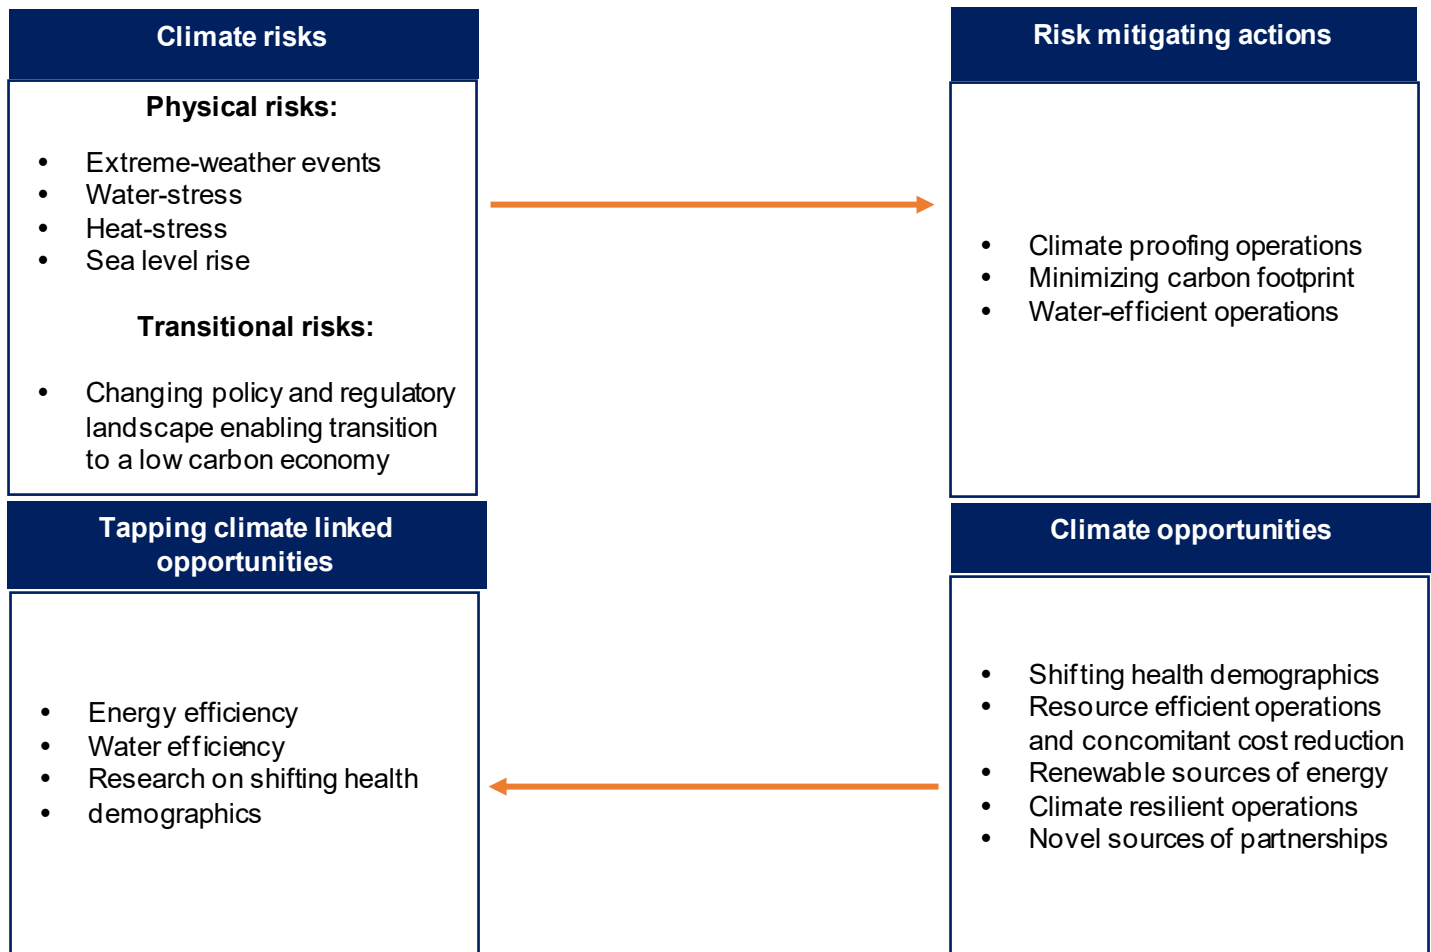 Climate risks
Physical risks:
• Extreme-weather events
• Water-stress
• Heat-stress
• Sea level rise
Transitional risks:
• Changing policy and regulatory
landscape enabling transition
to a low carbon economy
Risk mitigating actions
• Climate proofing operations
• Minimizing carbon footprint
• Water-efficient operations
Tapping climate linked
opportunities
• Energy efficiency
• Water efficiency
• Research on shifting health
• demographics
Climate opportunities
• Shifting health demographics
• Resource efficient operations
and concomitant cost reduction
• Renewable sources of energy
• Climate resilient operations
• Novel sources of partnerships